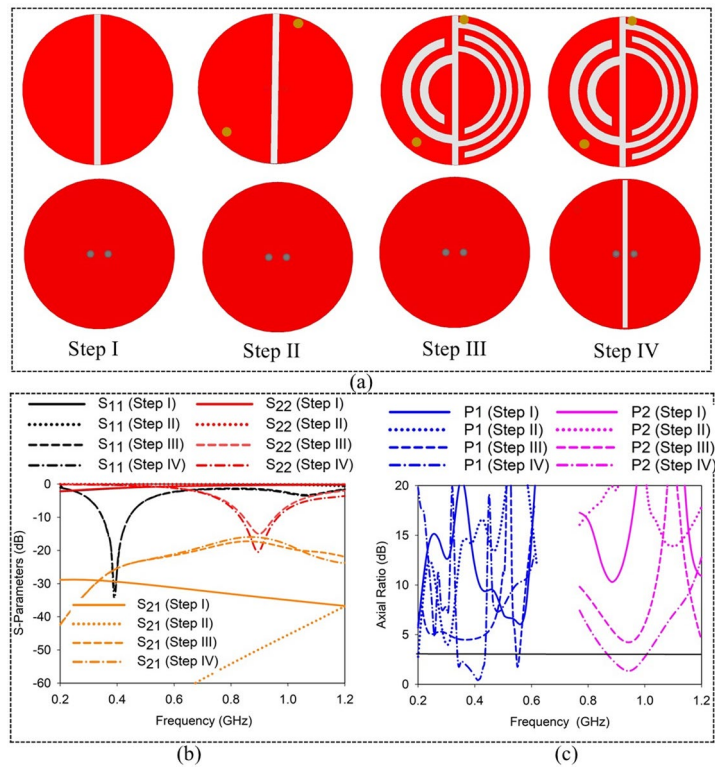 Step I Step II Step III Step IV
(a)
S11 (Step I) S22 (Step I)
S11 (Step II) S22 (Step II)
S11 (Step III) S22 (Step III)
S11 (Step IV) S22 (Step IV)
0
-10
-20
-30
-40
-50
-60
S-Parameters (dB)
S21 (Step I)
S21 (Step II)
S21 (Step III)
S21 (Step IV)
0.2 0.4 0.6 0.8 1.0 1.2
Frequency (GHz)
(b)
P1 (Step I) P2 (Step I)
P1 (Step II) P2 (Step II)
P1 (Step III) P2 (Step III)
P1 (Step IV) P2 (Step IV)
20
15
10
5
0
Axial Ratio (dB)
0.2 0.4 0.6 0.8 1.0 1.2
Frequency (GHz)
(c)